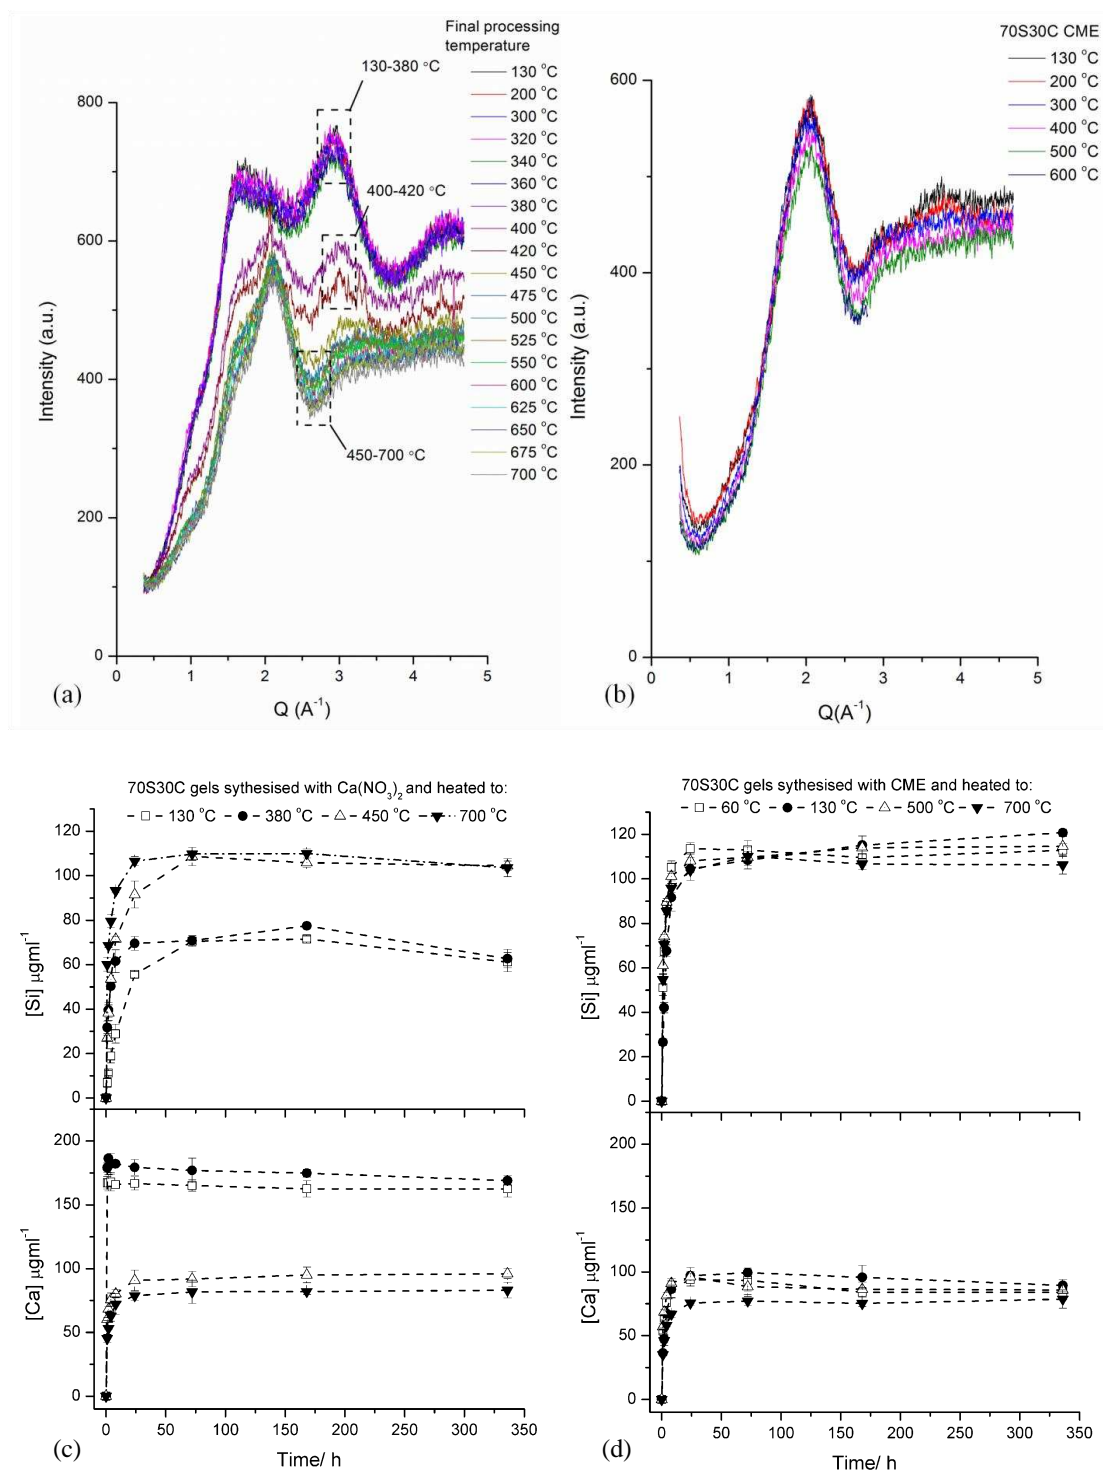 Final processing
temperature
130 °C
200 °C
300 °C
320 °C
340 °C
360 °C
380 °C
400 °C
420 °C
450 °C
475 °C
500 °C
525 °C
550 °C
600 °C
625 °C
650 °C
675 °C
700 °C
130-380 °C
400-420 °C
450-700 °C
800
600
400
200
0
Intensity (a.u.)
0 1 2 3 4 5
Q (A⁻¹)
(a)
70S30C CME
130 °C
200 °C
300 °C
400 °C
500 °C
600 °C
600
400
200
0
Intensity (a.u.)
0 1 2 3 4 5
Q(A⁻¹)
(b)
70S30C gels sythesised with Ca(NO₃)₂ and heated to:
130 °C 380 °C 450 °C 700 °C
120
100
80
60
40
20
0
[Si] µgml⁻¹
200
150
100
50
0
[Ca] µgml⁻¹
0 50 100 150 200 250 300 350
Time/ h
(c)
70S30C gels sythesised with CME and heated to:
60 °C 130 °C 500 °C 700 °C
120
100
80
60
40
20
0
[Si] µgml⁻¹
200
150
100
50
0
[Ca] µgml⁻¹
0 50 100 150 200 250 300 350
Time/ h
(d)